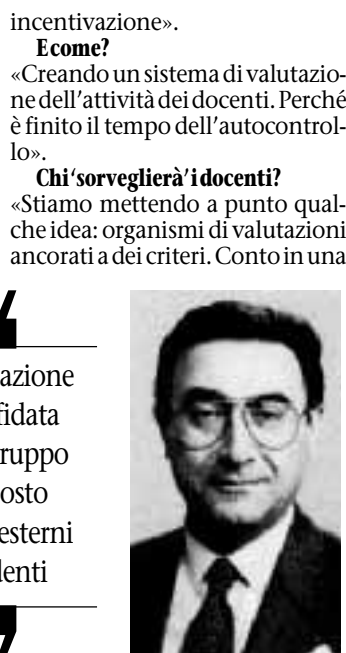 incentivazione».
E come?
«Creando un sistema di valutazio-
ne dell'attività dei docenti. Perché
è finito il tempo dell'autocontrol-
lo».
Chi 'sorveglierà' i docenti?
«Stiamo mettendo a punto qual-
che idea: organismi di valutazioni
ancorati a dei criteri. Conto in una
azione
fidata
ruppo
osto
esterni
denti